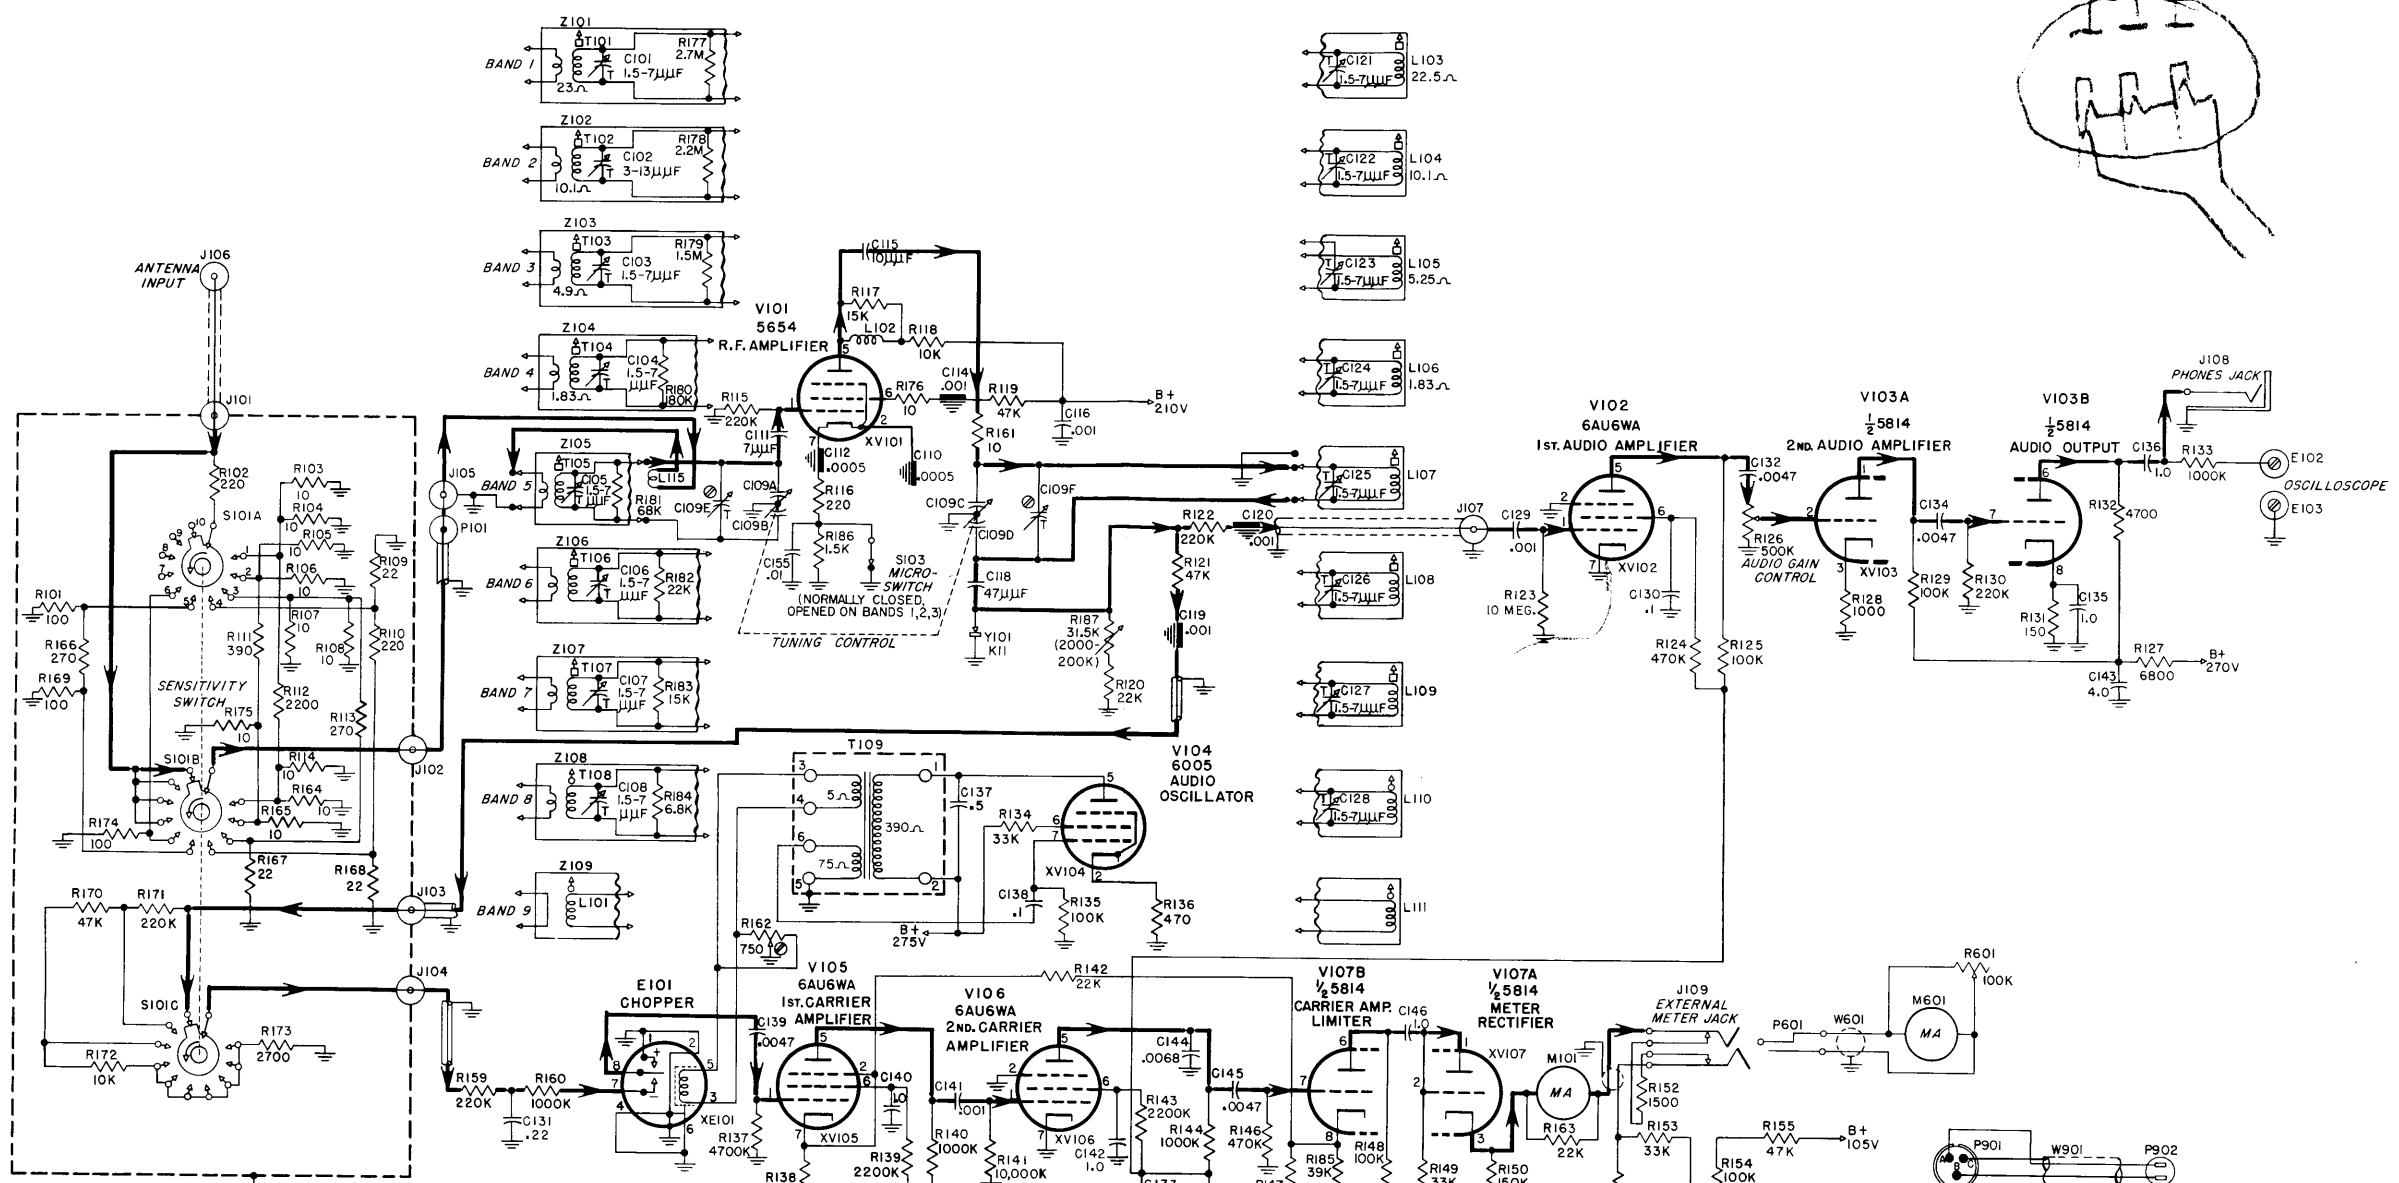 Z101
T101
C101
1.5-7μμF
R177
2.7M
BAND 1
23Ω
Z102
T102
C102
3-13μμF
R178
2.2M
BAND 2
10.1Ω
Z103
T103
C103
1.5-7μμF
R179
1.5M
BAND 3
4.9Ω
Z104
T104
C104
1.5-7
μμF
R180
180K
BAND 4
1.83Ω
Z105
T105
C105
1.5-7
μμF
R181
68K
L115
BAND 5
Z106
T106
C106
1.5-7
μμF
R182
22K
BAND 6
Z107
T107
C107
1.5-7
μμF
R183
15K
BAND 7
Z108
T108
C108
1.5-7
μμF
R184
6.8K
BAND 8
Z109
L101
BAND 9
C121
1.5-7μμF
L103
22.5Ω
C122
1.5-7μμF
L104
10.1Ω
C123
1.5-7μμF
L105
5.25Ω
C124
1.5-7μμF
L106
1.83Ω
C125
1.5-7μμF
L107
C126
1.5-7μμF
L108
C127
1.5-7μμF
L109
C128
1.5-7μμF
L110
L111
J106
ANTENNA
INPUT
J101
R102
220
S101A
R103
10
R104
10
R105
10
R106
10
R107
10
R108
10
R109
22
R110
220
R101
100
R166
270
R169
100
R111
390
R112
2200
R113
270
SENSITIVITY
SWITCH
R175
10
S101B
R114
10
R164
10
R165
10
R174
100
R167
22
R168
22
R170
47K
R171
220K
S101C
R172
10K
R173
2700
J105
P101
J102
J103
J104
V101
5654
R.F. AMPLIFIER
C115
10μμF
R117
15K
L102
R118
10K
R115
220K
C111
7μμF
R176
10
C114
.001
R119
47K
B+
210V
C116
.001
R161
10
XV101
C112
.0005
C110
.0005
R116
220
C109A
C109B
C109E
C109C
C109D
C109F
R186
1.5K
C155
.01
S103
MICRO-
SWITCH
(NORMALLY CLOSED,
OPENED ON BANDS 1,2,3)
TUNING CONTROL
C118
47μμF
Y101
K11
R187
31.5K
(2000-
200K)
R120
22K
R122
220K
C120
.001
R121
47K
C119
.001
J107
C129
.001
V102
6AU6WA
1ST. AUDIO AMPLIFIER
XV102
R123
10 MEG.
C130
.1
R124
470K
R125
100K
C132
.0047
R126
500K
AUDIO GAIN
CONTROL
V103A
½ 5814
2ND. AUDIO AMPLIFIER
XV103
R128
1000
R129
100K
C134
.0047
R130
220K
V103B
½ 5814
AUDIO OUTPUT
R131
150
C135
1.0
R132
4700
C136
1.0
R133
1000K
J108
PHONES JACK
E102
OSCILLOSCOPE
E103
R127
6800
B+
270V
C143
4.0
T109
5Ω
390Ω
75Ω
C137
.5
V104
6005
AUDIO
OSCILLATOR
R134
33K
XV104
C138
.1
R135
100K
R136
470
B+
275V
R162
750
E101
CHOPPER
XE101
R159
220K
R160
1000K
C131
.22
C139
.0047
R137
4700K
V105
6AU6WA
1ST. CARRIER
AMPLIFIER
XV105
R138
C140
1.0
R139
2200K
R140
1000K
C141
.001
R141
10,000K
R142
22K
V106
6AU6WA
2ND. CARRIER
AMPLIFIER
XV106
C142
1.0
R143
2200K
C144
.0068
R144
1000K
C145
.0047
R146
470K
V107B
½ 5814
CARRIER AMP.
LIMITER
R185
39K
R148
100K
C146
1.0
V107A
½ 5814
METER
RECTIFIER
XV107
R149
33K
R150
150K
M101
MA
R163
22K
J109
EXTERNAL
METER JACK
R152
1500
R153
33K
R155
47K
B+
105V
R154
100K
P601
W601
M601
MA
R601
100K
P901
A
B
C
W901
P902